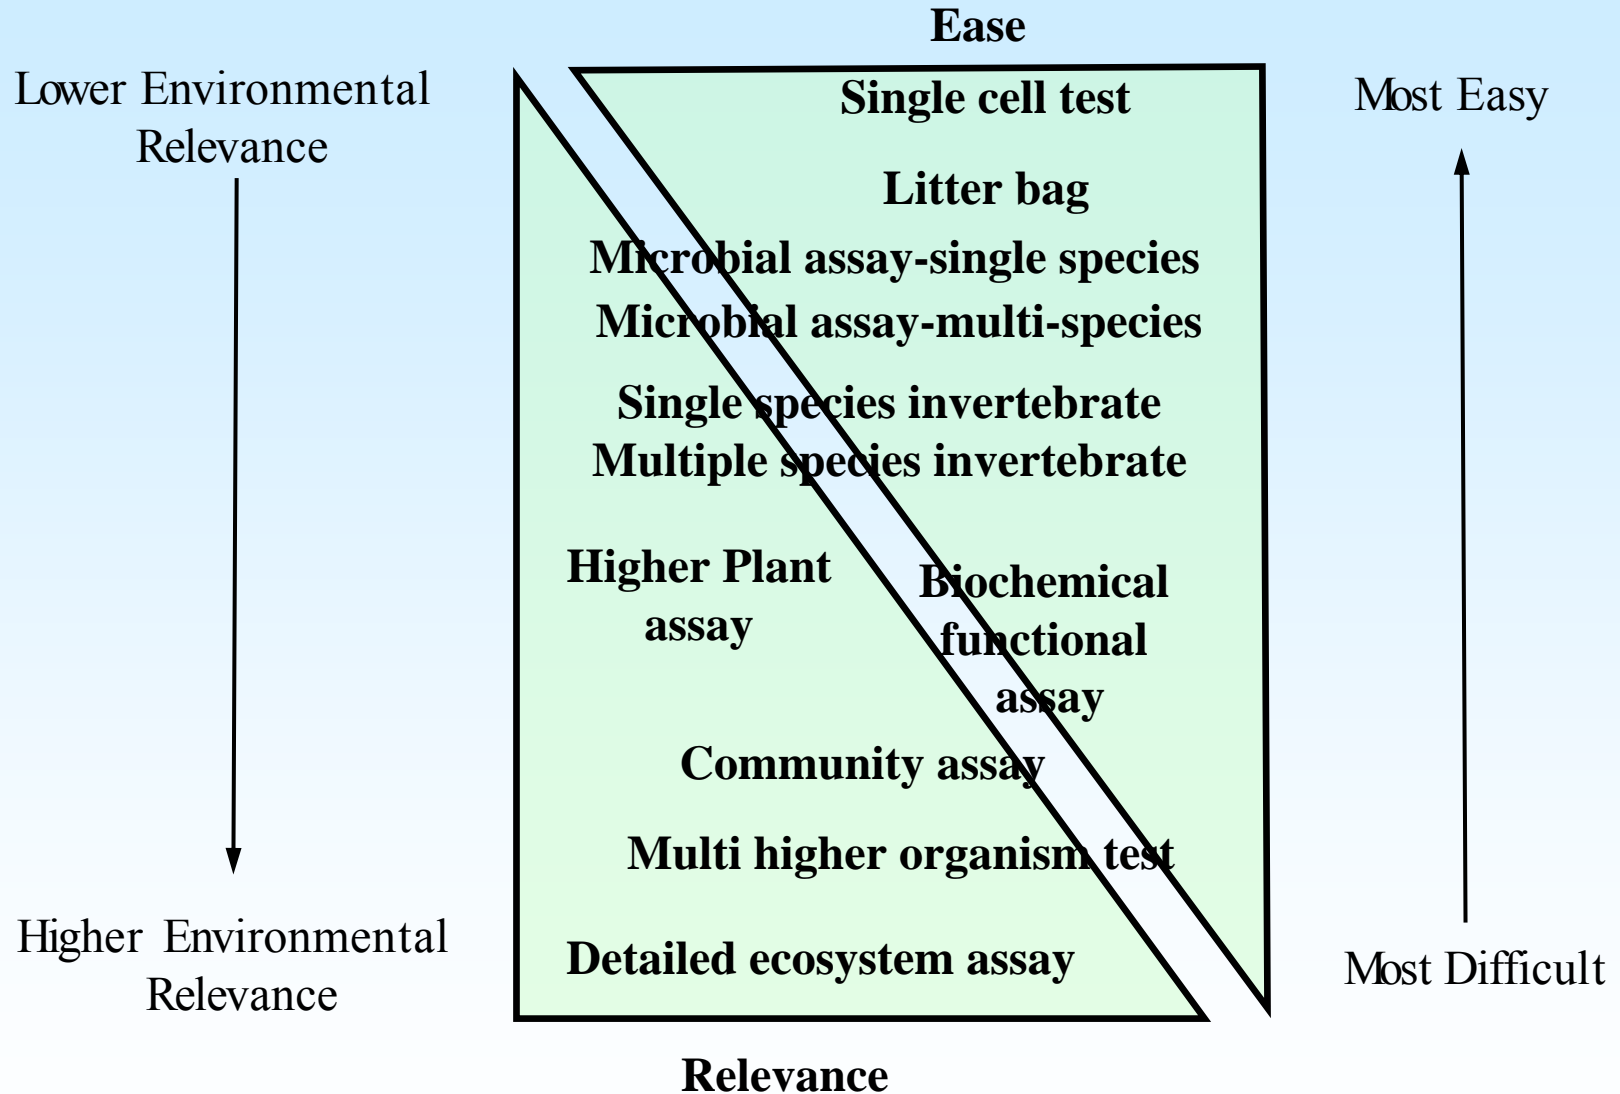 Ease
Lower Environmental
Relevance
Most Easy
Single cell test
Litter bag
Microbial assay-single species
Microbial assay-multi-species
Single species invertebrate
Multiple species invertebrate
Higher Plant
assay
Biochemical
functional
assay
Community assay
Multi higher organism test
Higher Environmental
Relevance
Detailed ecosystem assay
Most Difficult
Relevance